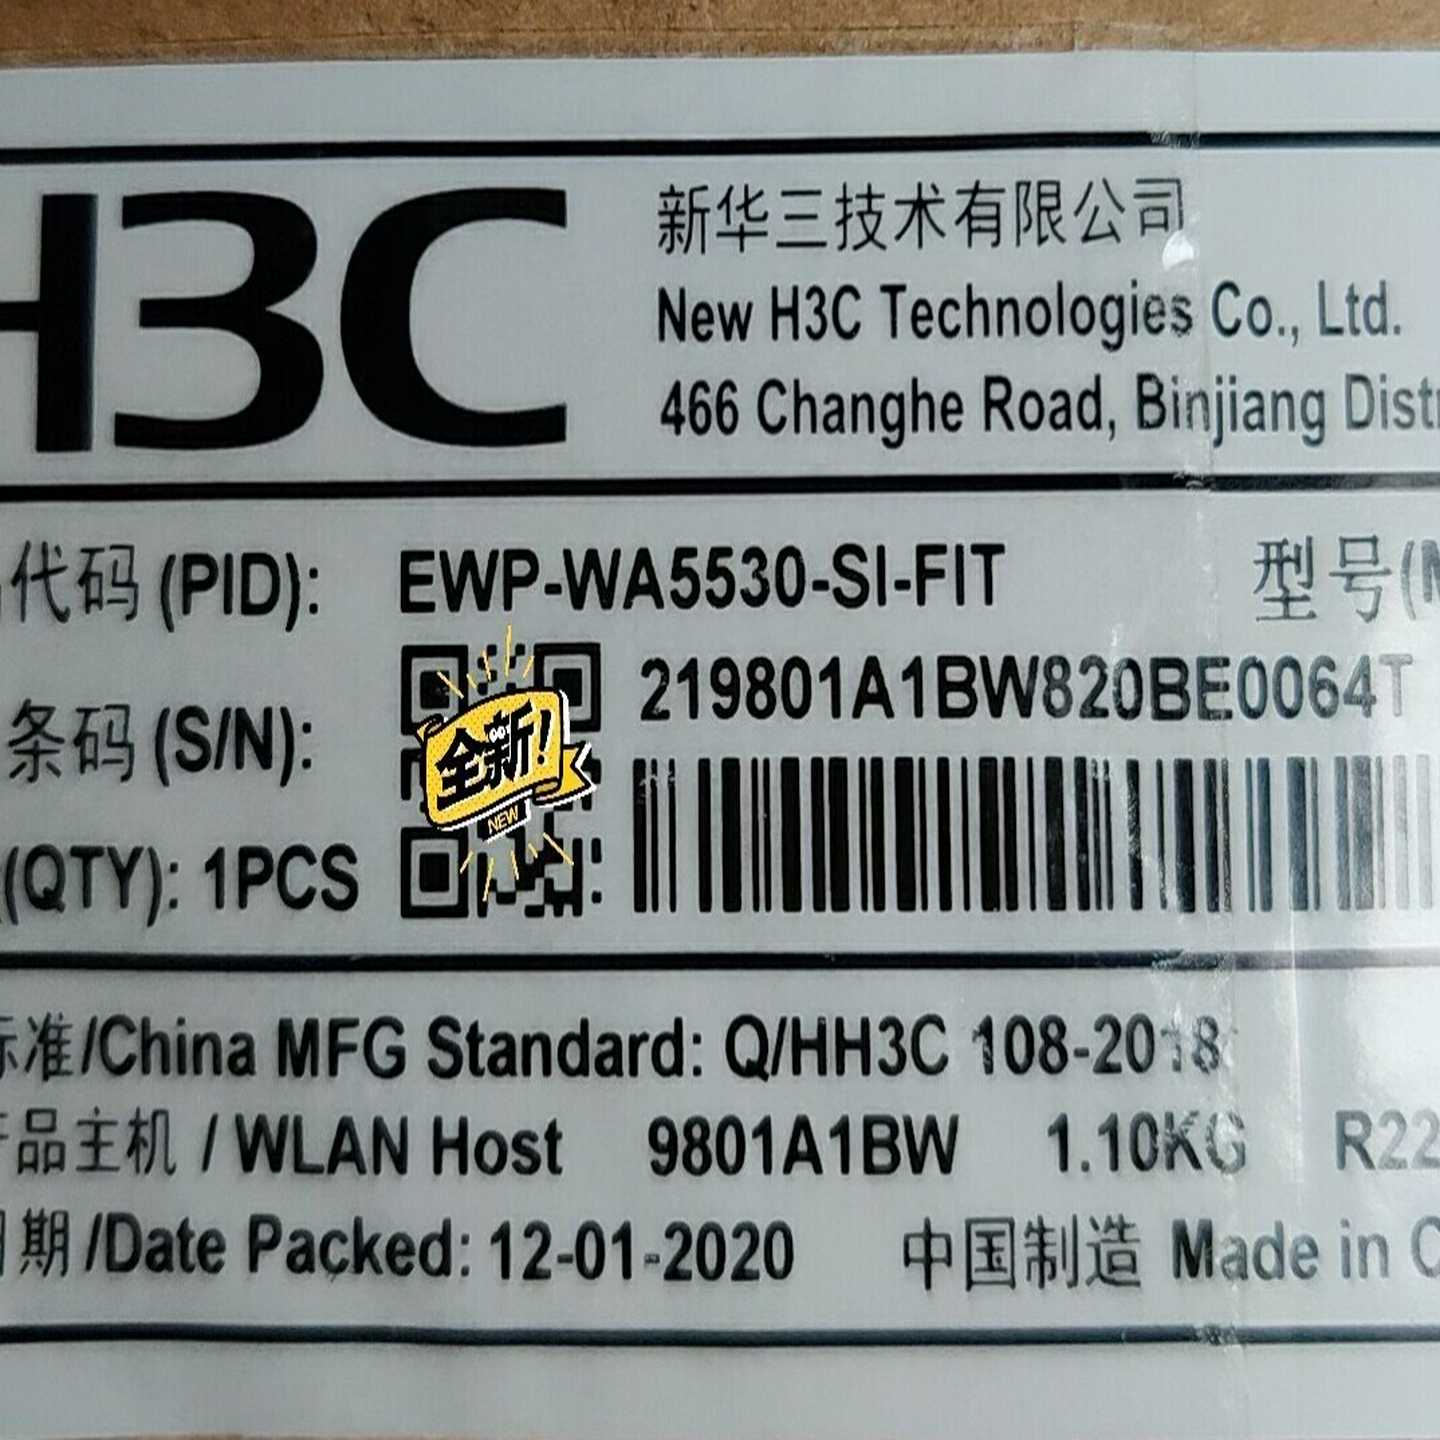 H3C
新华三技术有限公司
New H3C Technologies Co., Ltd.
466 Changhe Road, Binjiang Distr
代码 (PID): EWP-WA5530-SI-FIT 型号(M
条码 (S/N): 219801A1BW820BE0064T
全新!
NEW
(QTY): 1PCS
标准/China MFG Standard: Q/HH3C 108-2018
产品主机 / WLAN Host 9801A1BW 1.10KG R22
日期/Date Packed: 12-01-2020 中国制造 Made in C